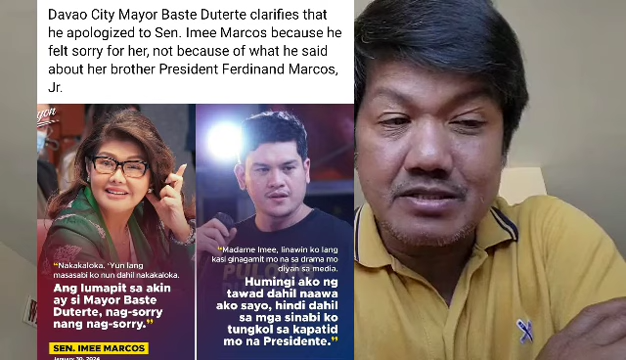 Davao City Mayor Baste Duterte clarifies that
he apologized to Sen. Imee Marcos because he
felt sorry for her, not because of what he said
about her brother President Ferdinand Marcos,
Jr.
“Nakakaloka. ‘Yun lang
masasabi ko nun dahil nakakaloka.
Ang lumapit sa akin
ay si Mayor Baste
Duterte, nag-sorry
nang nag-sorry.”
SEN. IMEE MARCOS
January 10, 2024
“Madame Imee, linawin ko lang
kasi ginagamit mo na sa drama mo
diyan sa media.
Humingi ako ng
tawad dahil naawa
ako sayo, hindi dahil
sa mga sinabi ko
tungkol sa kapatid
mo na Presidente.”